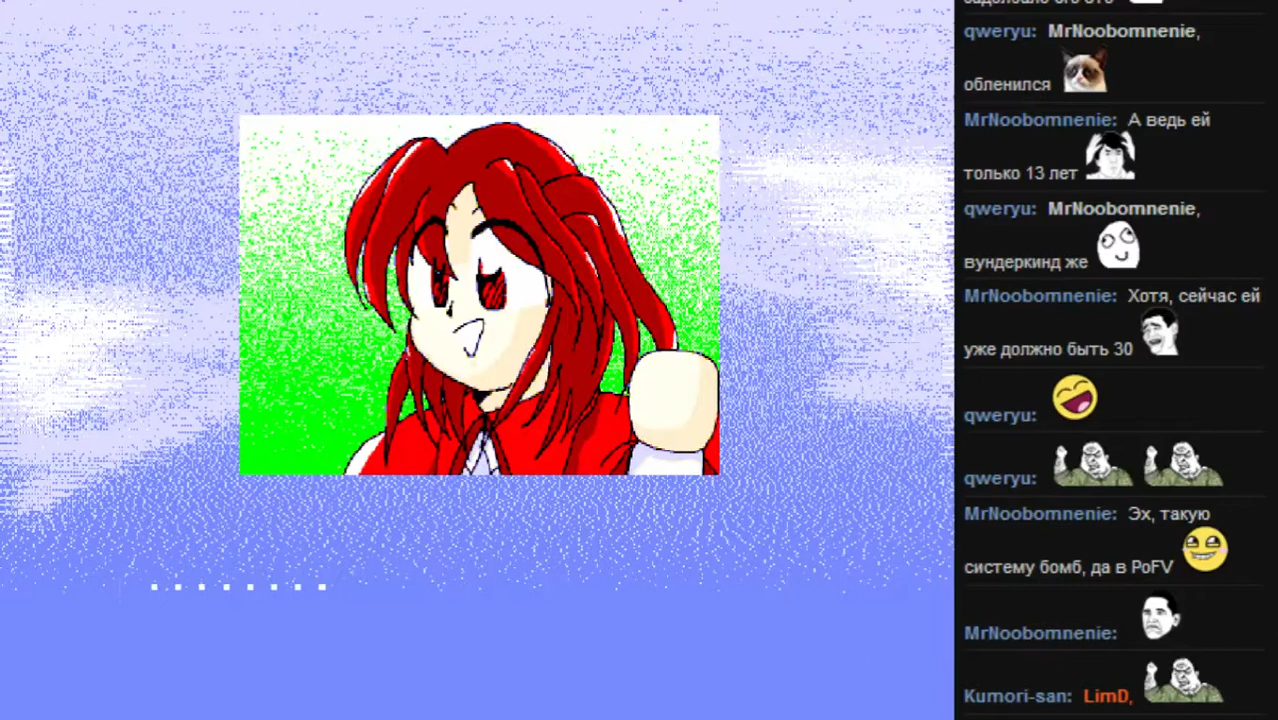 qweryu: MrNoobomnenie,
обленился
MrNoobomnenie: А ведь ей
только 13 лет
qweryu: MrNoobomnenie,
вундеркинд же
MrNoobomnenie: Хотя, сейчас ей
уже должно быть 30
qweryu:
qweryu:
MrNoobomnenie: Эх, такую
систему бомб, да в PoFV
MrNoobomnenie:
Kumori-san: LimD,
. . . . . . . .